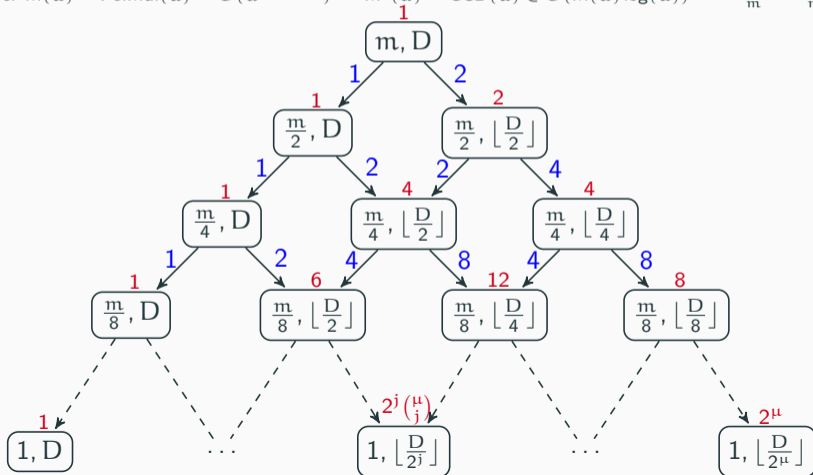 1
m, D
1 2
1 2
m/2, D m/2, ⌊D/2⌋
1 2 2 4
1 4 4
m/4, D m/4, ⌊D/2⌋ m/4, ⌊D/4⌋
1 2 4 8 4 8
1 6 12 8
m/8, D m/8, ⌊D/2⌋ m/8, ⌊D/4⌋ m/8, ⌊D/8⌋
1 2^j (μ j) 2^μ
1, D ... 1, ⌊D/2^j⌋ ... 1, ⌊D/2^μ⌋